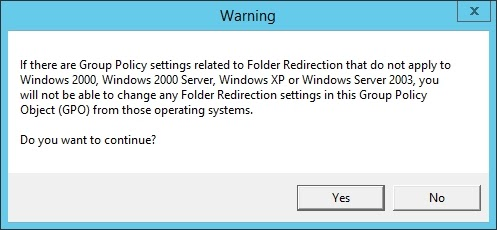 Warning
x
If there are Group Policy settings related to Folder Redirection that do not apply to
Windows 2000, Windows 2000 Server, Windows XP or Windows Server 2003, you
will not be able to change any Folder Redirection settings in this Group Policy
Object (GPO) from those operating systems.
Do you want to continue?
Yes No